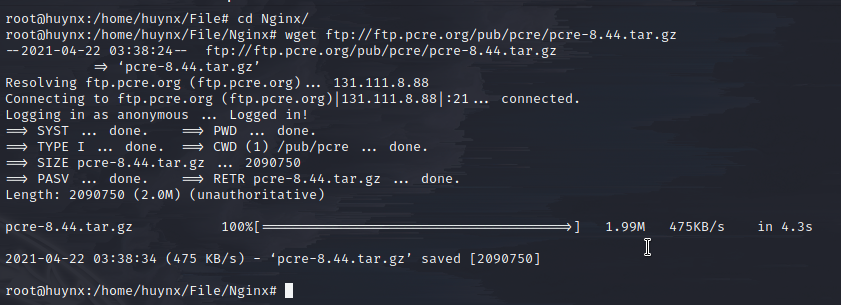 root@huynx:/home/huynx/File# cd Nginx/
root@huynx:/home/huynx/File/Nginx# wget ftp://ftp.pcre.org/pub/pcre/pcre-8.44.tar.gz
--2021-04-22 03:38:24-- ftp://ftp.pcre.org/pub/pcre/pcre-8.44.tar.gz
=> ‘pcre-8.44.tar.gz’
Resolving ftp.pcre.org (ftp.pcre.org)... 131.111.8.88
Connecting to ftp.pcre.org (ftp.pcre.org)|131.111.8.88|:21... connected.
Logging in as anonymous ... Logged in!
==> SYST ... done. ==> PWD ... done.
==> TYPE I ... done. ==> CWD (1) /pub/pcre ... done.
==> SIZE pcre-8.44.tar.gz ... 2090750
==> PASV ... done. ==> RETR pcre-8.44.tar.gz ... done.
Length: 2090750 (2.0M) (unauthoritative)
pcre-8.44.tar.gz 100%[===================================>] 1.99M 475KB/s in 4.3s
2021-04-22 03:38:34 (475 KB/s) - ‘pcre-8.44.tar.gz’ saved [2090750]
root@huynx:/home/huynx/File/Nginx#